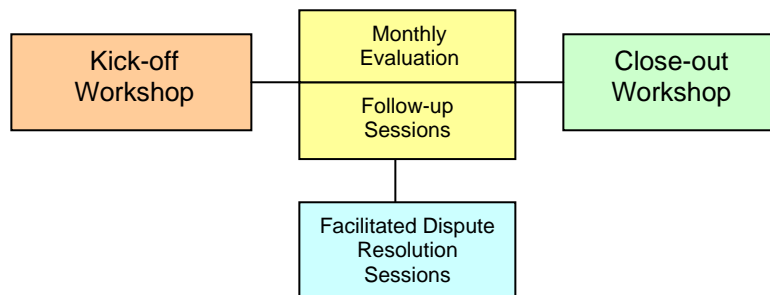 Kick-off
Workshop
Monthly
Evaluation
Follow-up
Sessions
Close-out
Workshop
Facilitated Dispute
Resolution
Sessions